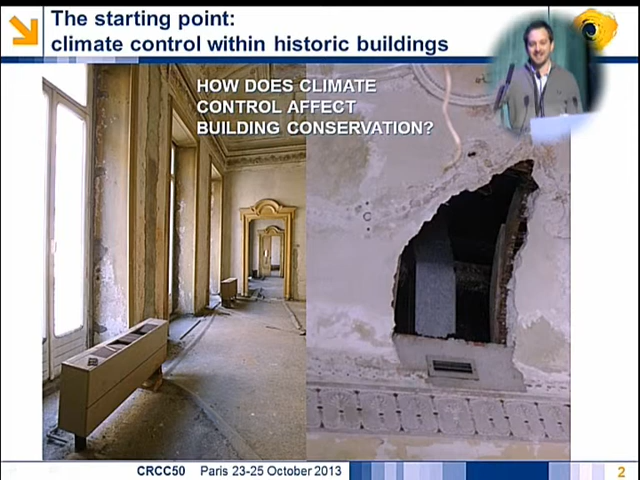 The starting point:
climate control within historic buildings
HOW DOES CLIMATE
CONTROL AFFECT
BUILDING CONSERVATION?
CRCC50 Paris 23-25 October 2013
2